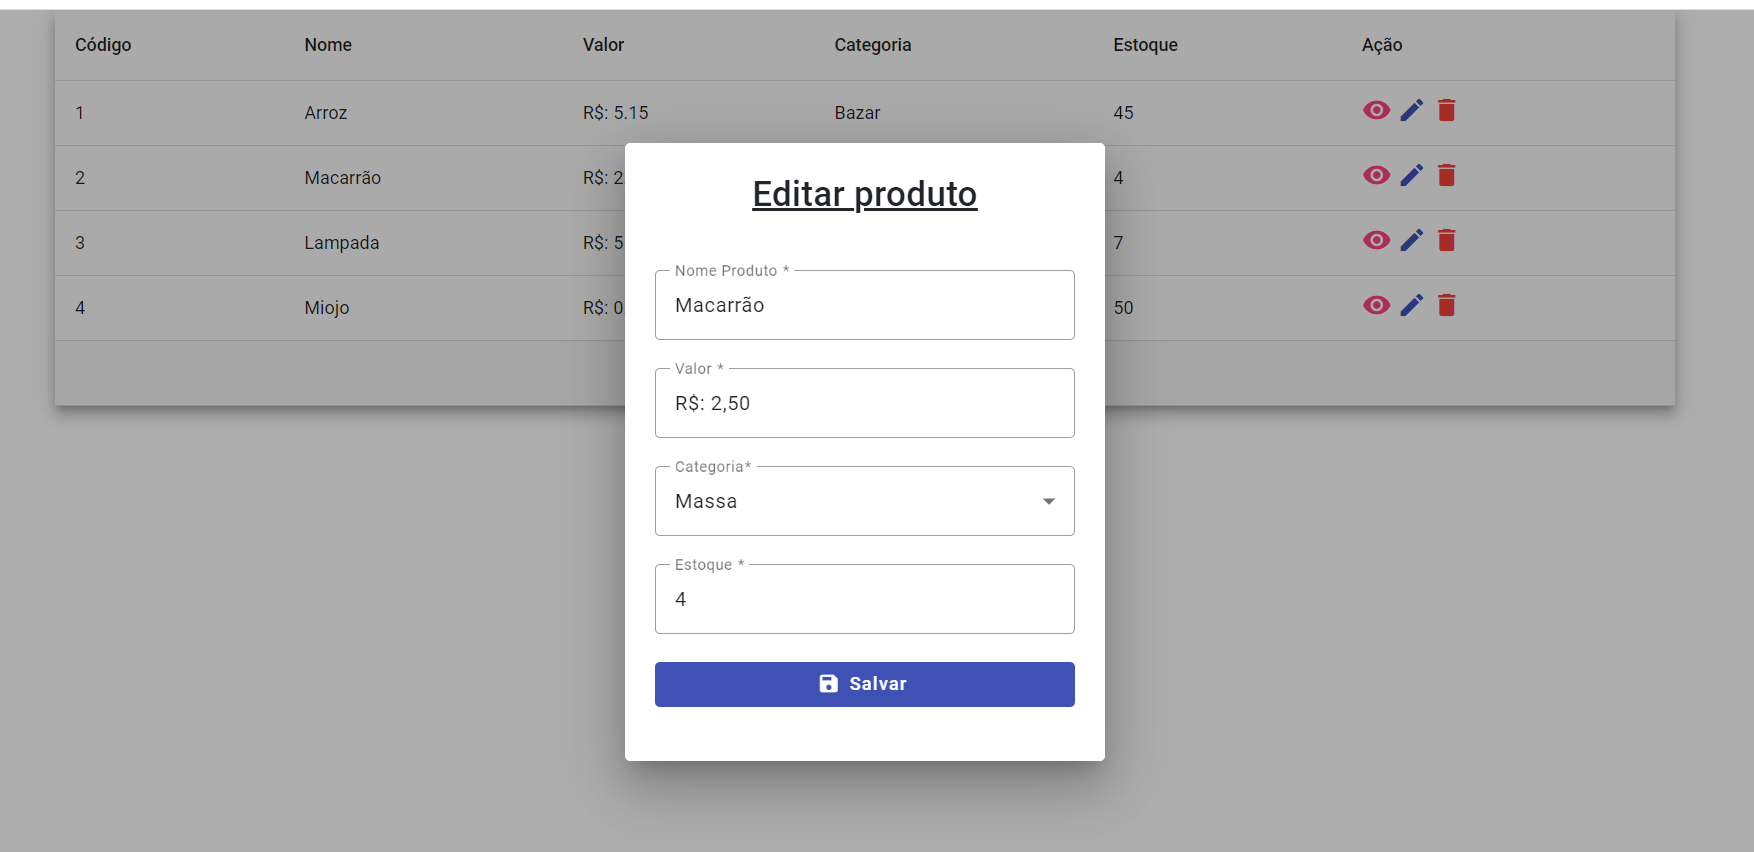 Código Nome Valor Categoria Estoque Ação
1 Arroz R$: 5.15 Bazar 45
2 Macarrão R$: 2 4
3 Lampada R$: 5 7
4 Miojo R$: 0 50
Editar produto
Nome Produto *
Macarrão
Valor *
R$: 2,50
Categoria*
Massa
Estoque *
4
Salvar